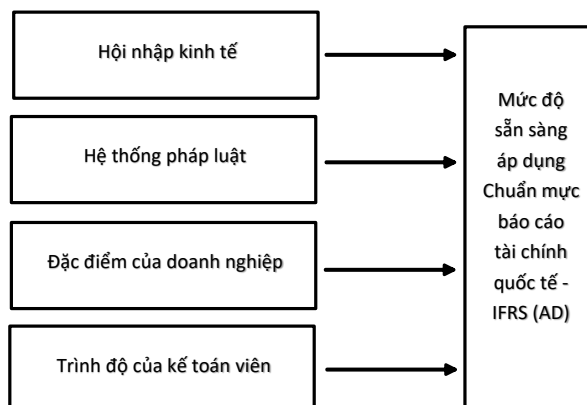 Hội nhập kinh tế
Hệ thống pháp luật
Đặc điểm của doanh nghiệp
Trình độ của kế toán viên
Mức độ
sẵn sàng
áp dụng
Chuẩn mực
báo cáo
tài chính
quốc tế -
IFRS (AD)